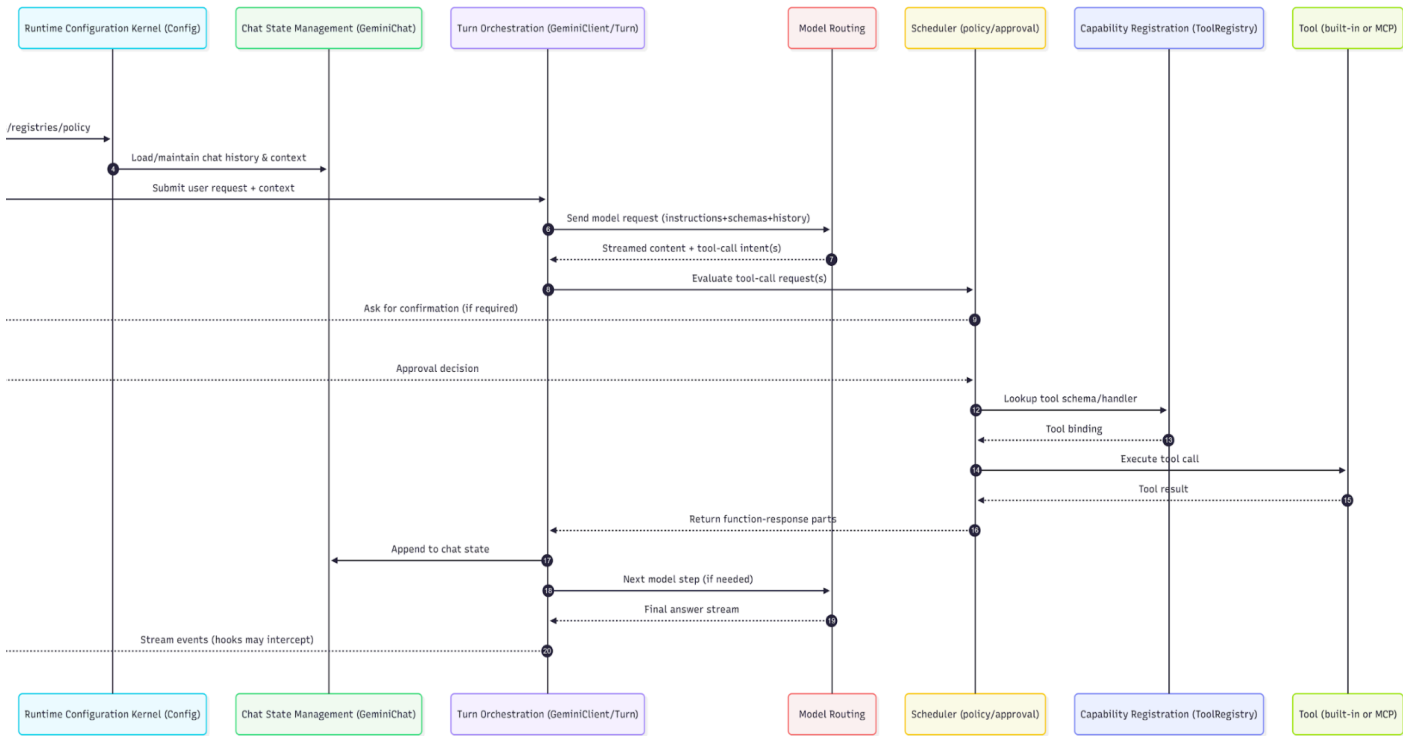 Runtime Configuration Kernel (Config)
Chat State Management (GeminiChat)
Turn Orchestration (GeminiClient/Turn)
Model Routing
Scheduler (policy/approval)
Capability Registration (ToolRegistry)
Tool (built-in or MCP)
/registries/policy
Load/maintain chat history & context
4
Submit user request + context
Send model request (instructions+schemas+history)
6
Streamed content + tool-call intent(s)
7
Evaluate tool-call request(s)
8
Ask for confirmation (if required)
9
Approval decision
Lookup tool schema/handler
12
Tool binding
13
Execute tool call
14
Tool result
15
Return function-response parts
16
Append to chat state
17
Next model step (if needed)
18
Final answer stream
19
Stream events (hooks may intercept)
20
Runtime Configuration Kernel (Config)
Chat State Management (GeminiChat)
Turn Orchestration (GeminiClient/Turn)
Model Routing
Scheduler (policy/approval)
Capability Registration (ToolRegistry)
Tool (built-in or MCP)